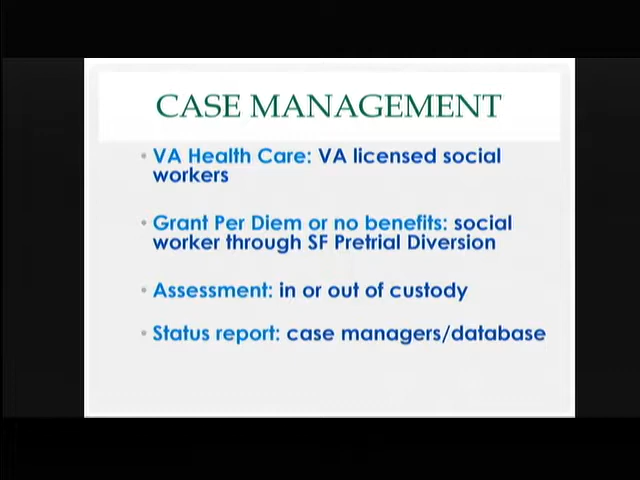 CASE MANAGEMENT
• VA Health Care: VA licensed social
workers
• Grant Per Diem or no benefits: social
worker through SF Pretrial Diversion
• Assessment: in or out of custody
• Status report: case managers/database